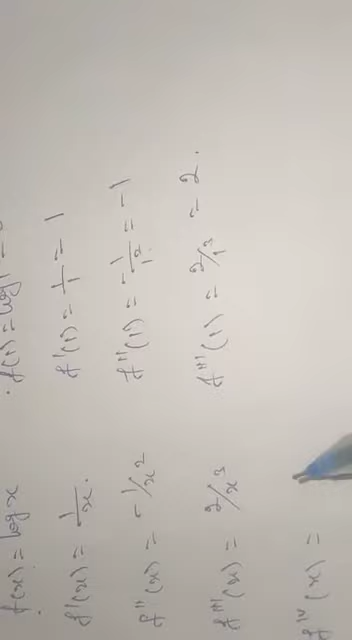 f(x) = log x f(1) = log 1 =
f'(x) = 1/x. f'(1) = 1/1 = 1
f''(x) = -1/x² f''(1) = -1/1² = -1
f'''(x) = 2/x³ f'''(1) = 2/1³ = 2.
f^IV(x) =